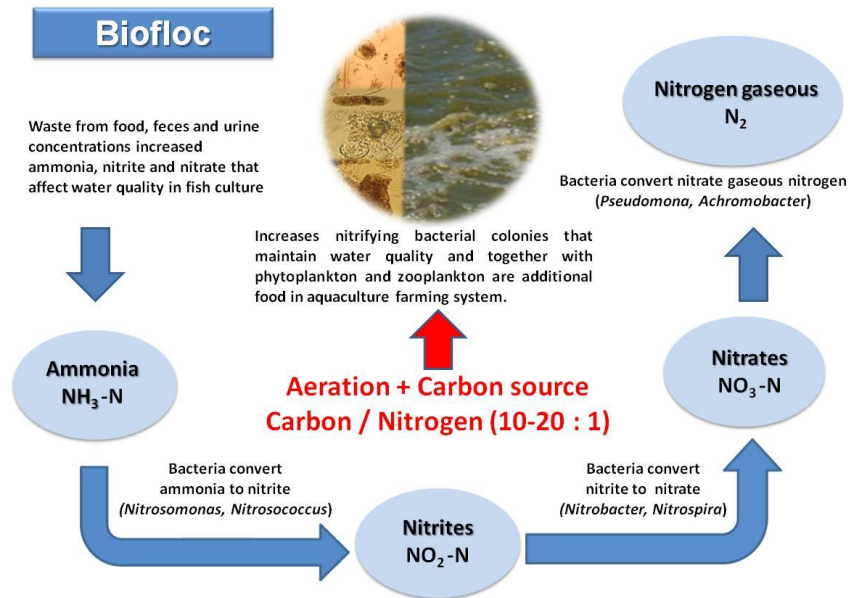 Biofloc
Waste from food, feces and urine
concentrations increased
ammonia, nitrite and nitrate that
affect water quality in fish culture
Increases nitrifying bacterial colonies that
maintain water quality and together with
phytoplankton and zooplankton are additional
food in aquaculture farming system.
Nitrogen gaseous
N₂
Bacteria convert nitrate gaseous nitrogen
(Pseudomona, Achromobacter)
Ammonia
NH₃-N
Aeration + Carbon source
Carbon / Nitrogen (10-20 : 1)
Nitrates
NO₃-N
Bacteria convert
ammonia to nitrite
(Nitrosomonas, Nitrosococcus)
Nitrites
NO₂-N
Bacteria convert
nitrite to nitrate
(Nitrobacter, Nitrospira)